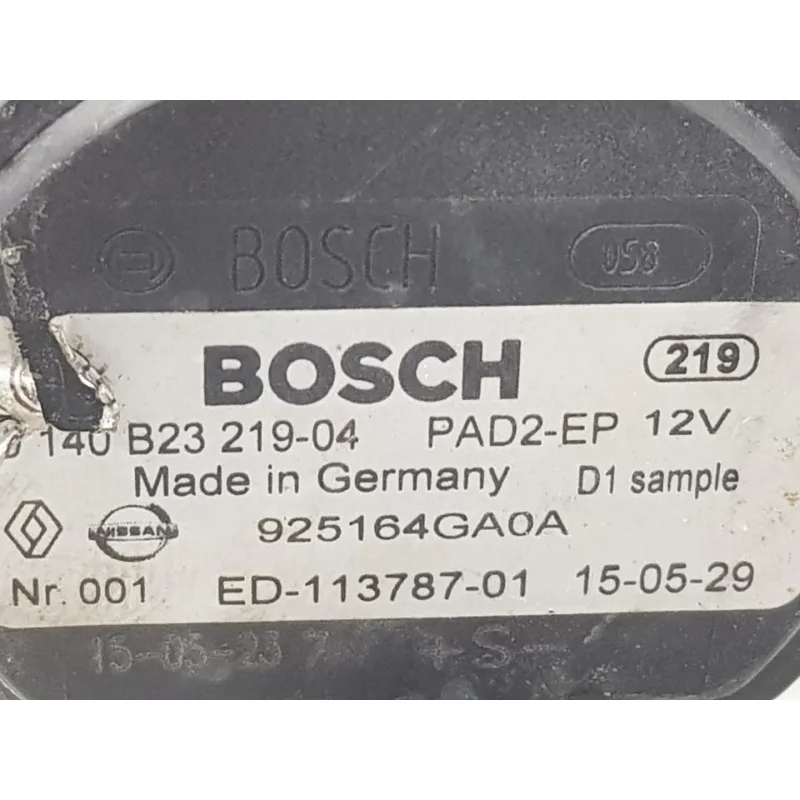 BOSCH 058
BOSCH 219
140 B23 219-04 PAD2-EP 12V
Made in Germany D1 sample
NISSAN 925164GA0A
Nr. 001 ED-113787-01 15-05-29
+ S -